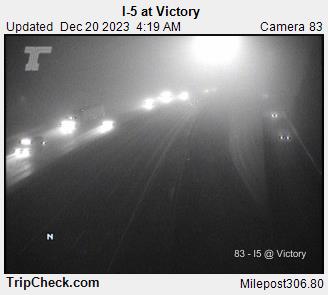 I-5 at Victory
Updated Dec 20 2023 4:19 AM Camera 83
T
N
83 - I5 @ Victory
TripCheck.com Milepost306.80